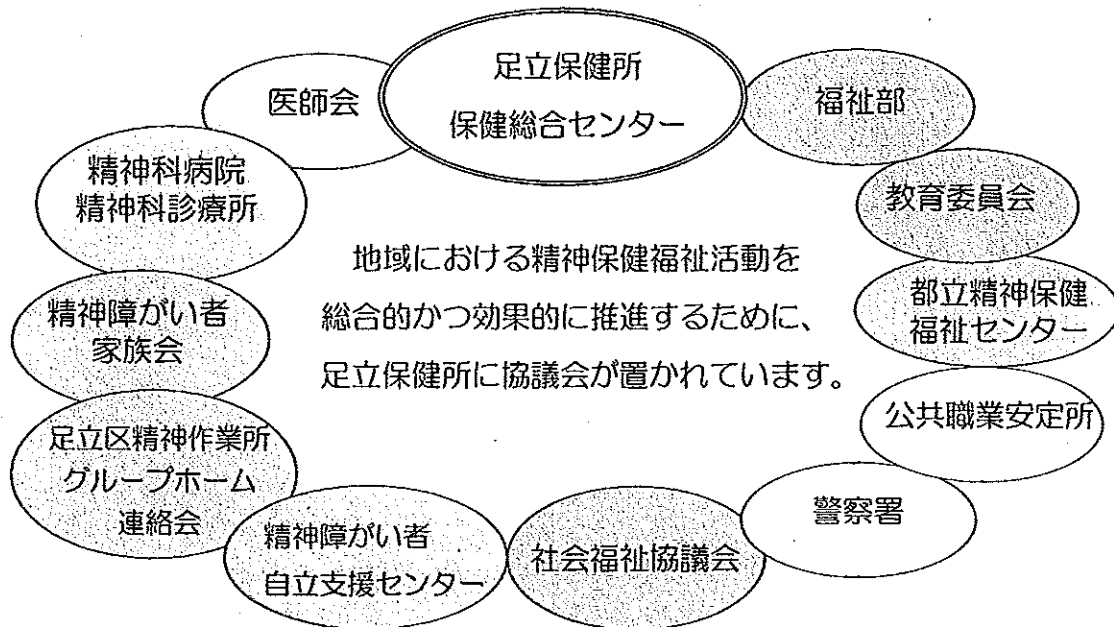 足立保健所
保健総合センター
福祉部
教育委員会
都立精神保健
福祉センター
公共職業安定所
警察署
社会福祉協議会
精神障がい者
自立支援センター
足立区精神作業所
グループホーム
連絡会
精神障がい者
家族会
精神科病院
精神科診療所
医師会
地域における精神保健福祉活動を
総合的かつ効果的に推進するために、
足立保健所に協議会が置かれています。